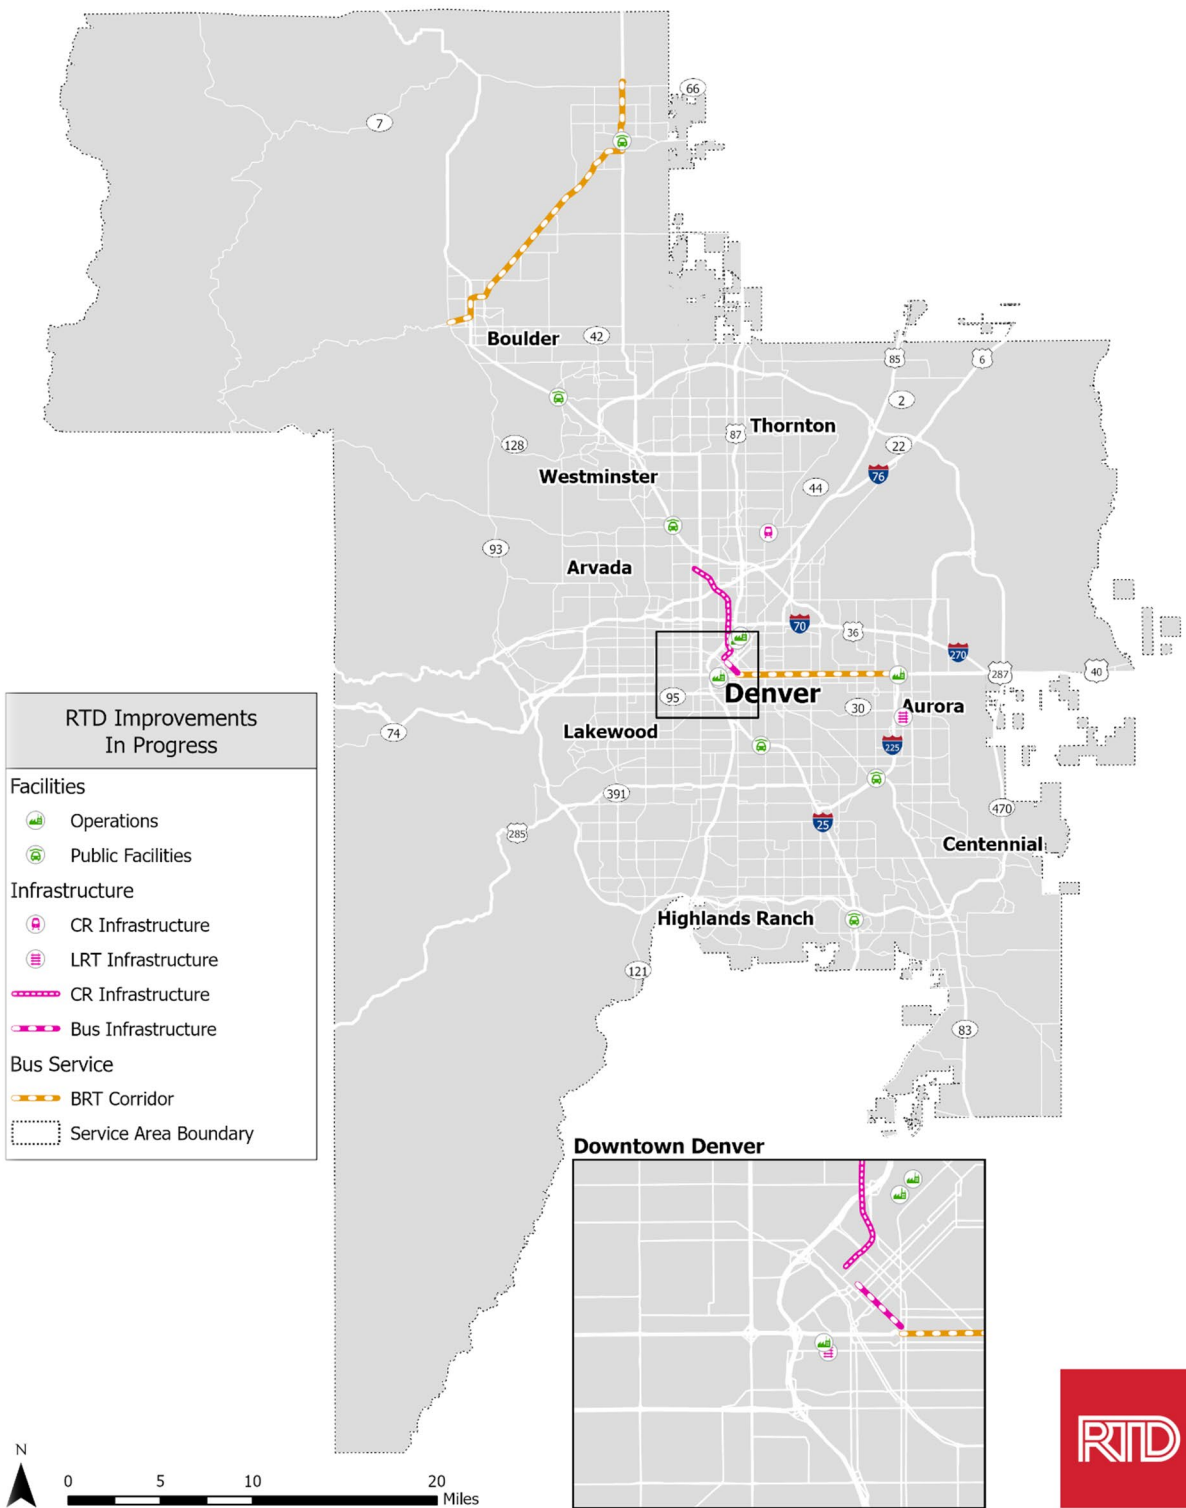 66
7
Boulder
42
85
6
2
Thornton
87
128
22
Westminster
76
44
93
Arvada
70
36
270
287
40
95
Denver
30
Aurora
Lakewood
74
225
391
470
25
285
Centennial
Highlands Ranch
121
83
RTD Improvements
In Progress
Facilities
Operations
Public Facilities
Infrastructure
CR Infrastructure
LRT Infrastructure
CR Infrastructure
Bus Infrastructure
Bus Service
BRT Corridor
Service Area Boundary
Downtown Denver
N
0 5 10 20
Miles
RTD